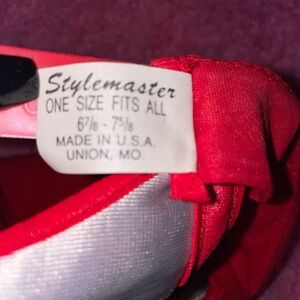 Stylemaster
ONE SIZE FITS ALL
6⅞ - 7⅝
MADE IN U.S.A.
UNION, MO.